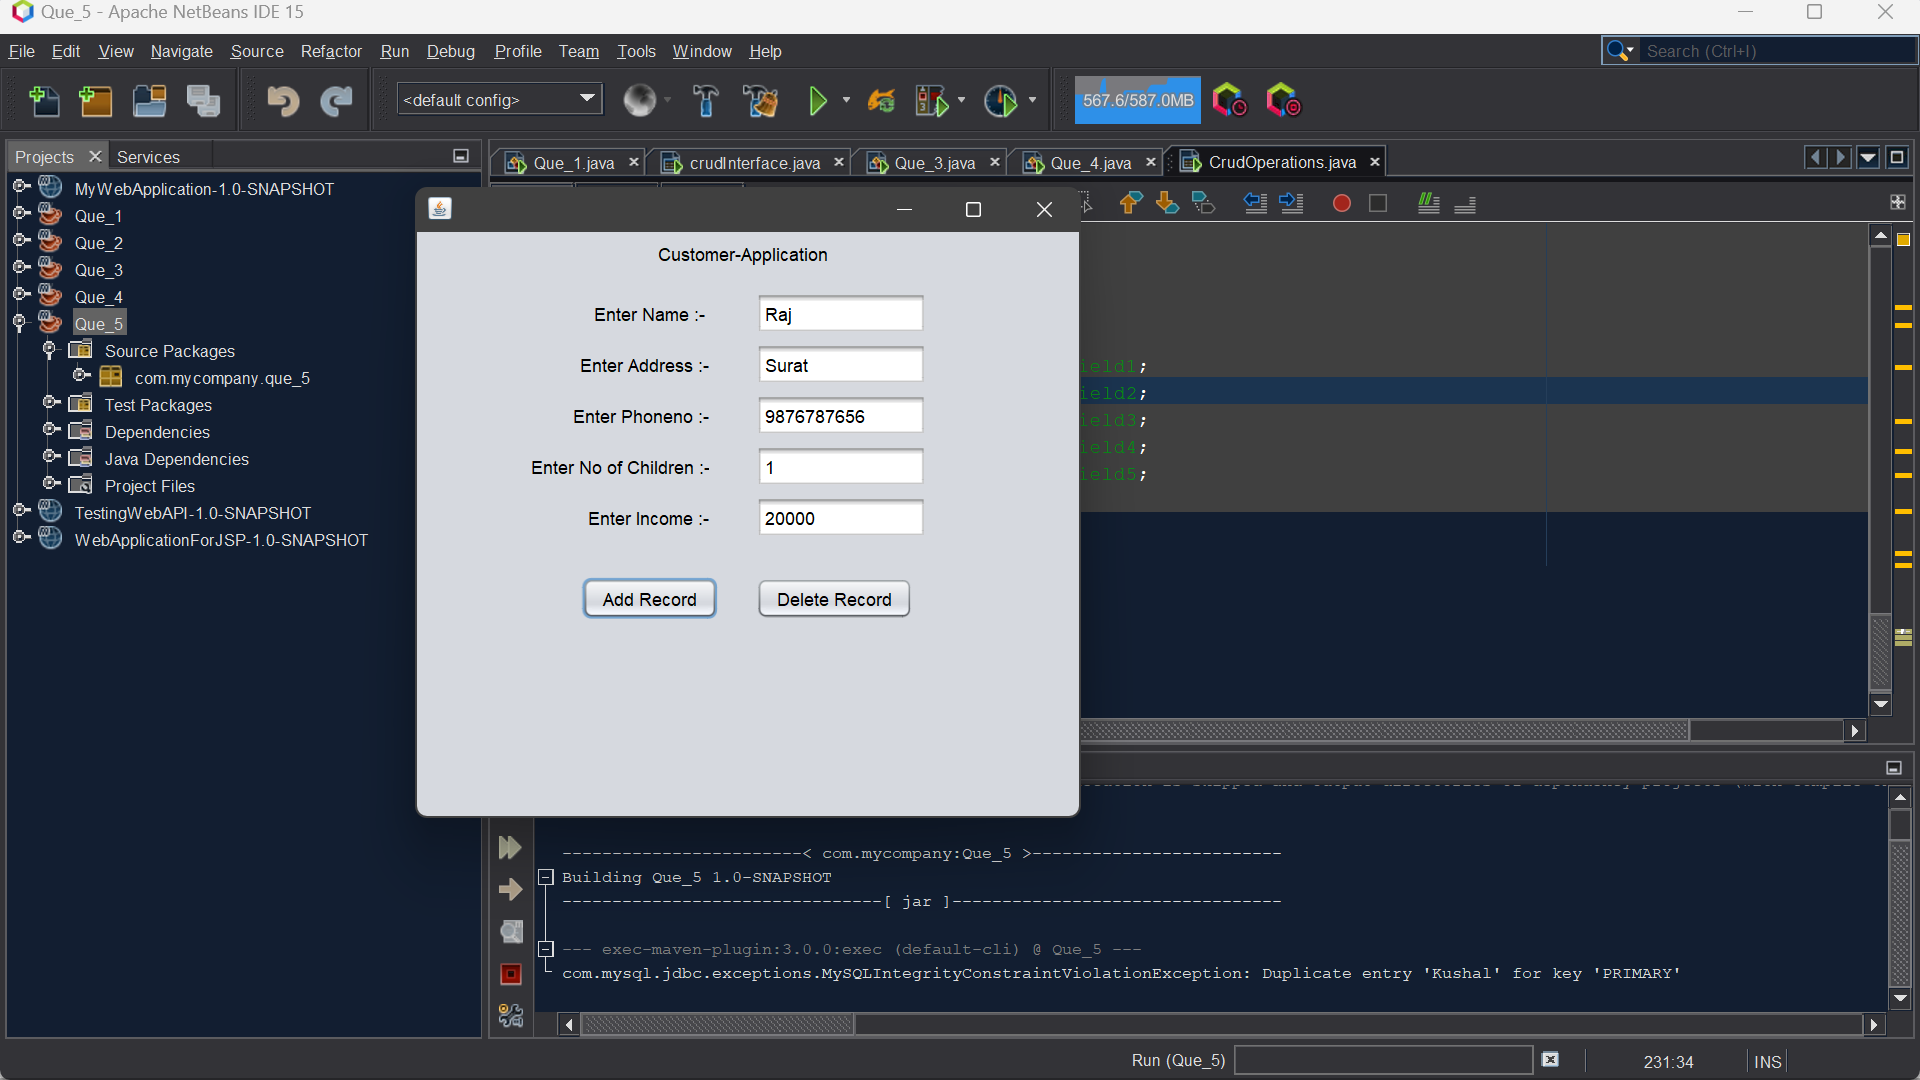 Que_5 - Apache NetBeans IDE 15
File Edit View Navigate Source Refactor Run Debug Profile Team Tools Window Help
Search (Ctrl+I)
<default config>
567.6/587.0MB
Projects
Services
Que_1.java
crudInterface.java
Que_3.java
Que_4.java
CrudOperations.java
MyWebApplication-1.0-SNAPSHOT
Que_1
Que_2
Que_3
Que_4
Que_5
Source Packages
com.mycompany.que_5
Test Packages
Dependencies
Java Dependencies
Project Files
TestingWebAPI-1.0-SNAPSHOT
WebApplicationForJSP-1.0-SNAPSHOT
Customer-Application
Enter Name :- Raj
Enter Address :- Surat
Enter Phoneno :- 9876787656
Enter No of Children :- 1
Enter Income :- 20000
Add Record
Delete Record
ield1;
ield2;
ield3;
ield4;
ield5;
------------------------< com.mycompany:Que_5 >-------------------------
Building Que_5 1.0-SNAPSHOT
--------------------------------[ jar ]---------------------------------
--- exec-maven-plugin:3.0.0:exec (default-cli) @ Que_5 ---
com.mysql.jdbc.exceptions.MySQLIntegrityConstraintViolationException: Duplicate entry 'Kushal' for key 'PRIMARY'
Run (Que_5)
231:34
INS